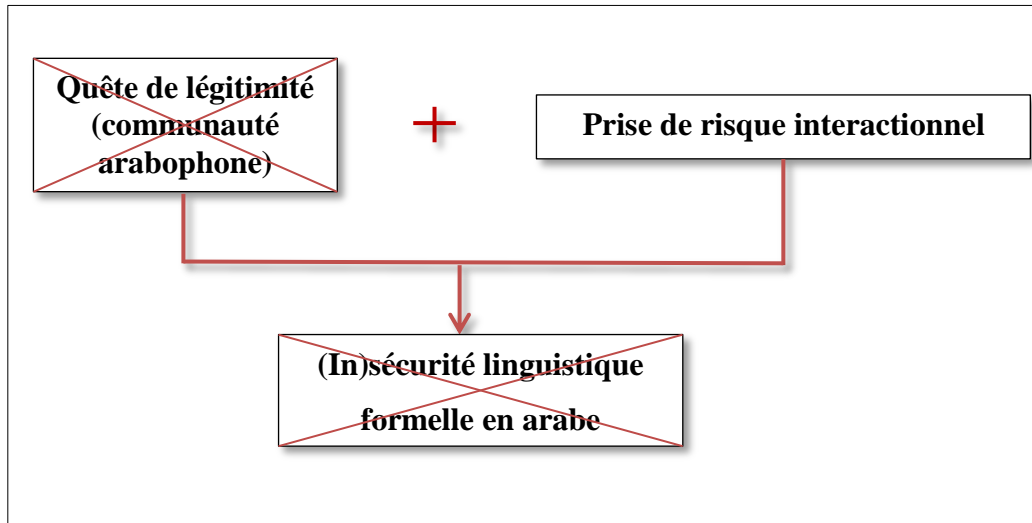 Quête de légitimité
(communauté
arabophone)
+
Prise de risque interactionnel
(In)sécurité linguistique
formelle en arabe